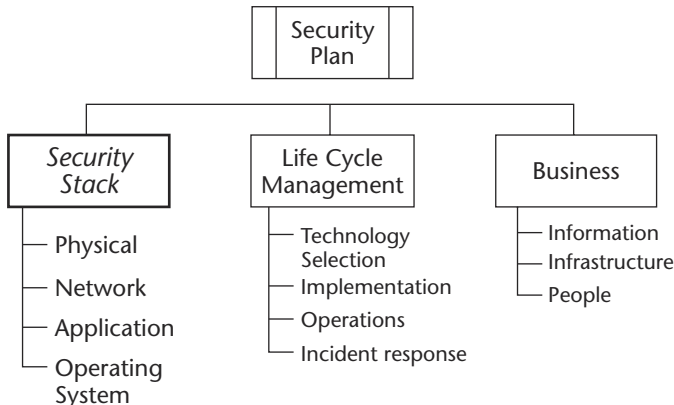 Security
Plan
Security
Stack
Physical
Network
Application
Operating
System
Life Cycle
Management
Technology
Selection
Implementation
Operations
Incident response
Business
Information
Infrastructure
People